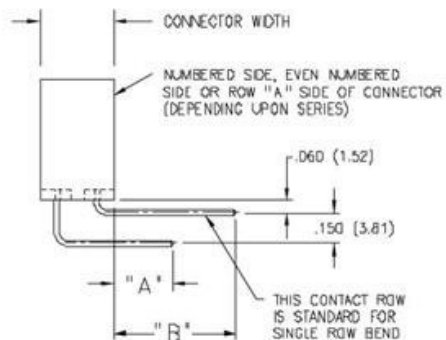 CONNECTOR WIDTH
NUMBERED SIDE, EVEN NUMBERED
SIDE OR ROW "A" SIDE OF CONNECTOR
(DEPENDING UPON SERIES)
.060 (1.52)
.150 (3.81)
"A"
"B"
THIS CONTACT ROW
IS STANDARD FOR
SINGLE ROW BEND